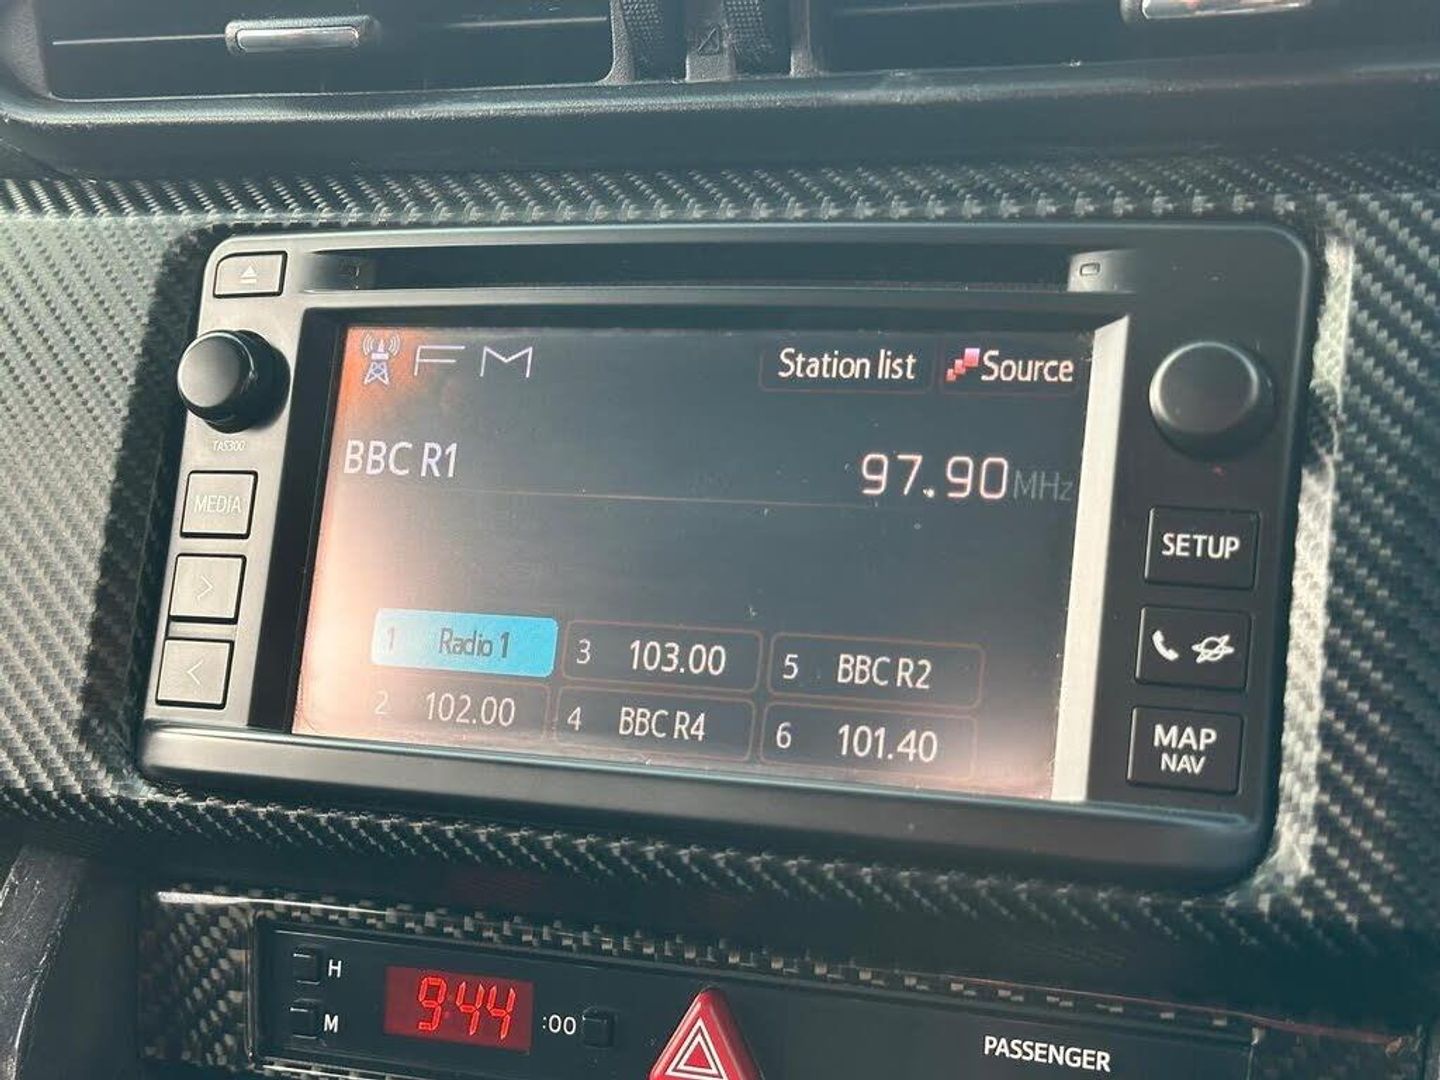 FM
Station list
Source
TAS300
BBC R1
97.90MHz
MEDIA
>
<
SETUP
MAP
NAV
1 Radio 1
3 103.00
5 BBC R2
2 102.00
4 BBC R4
6 101.40
H
M
9:44
:00
PASSENGER